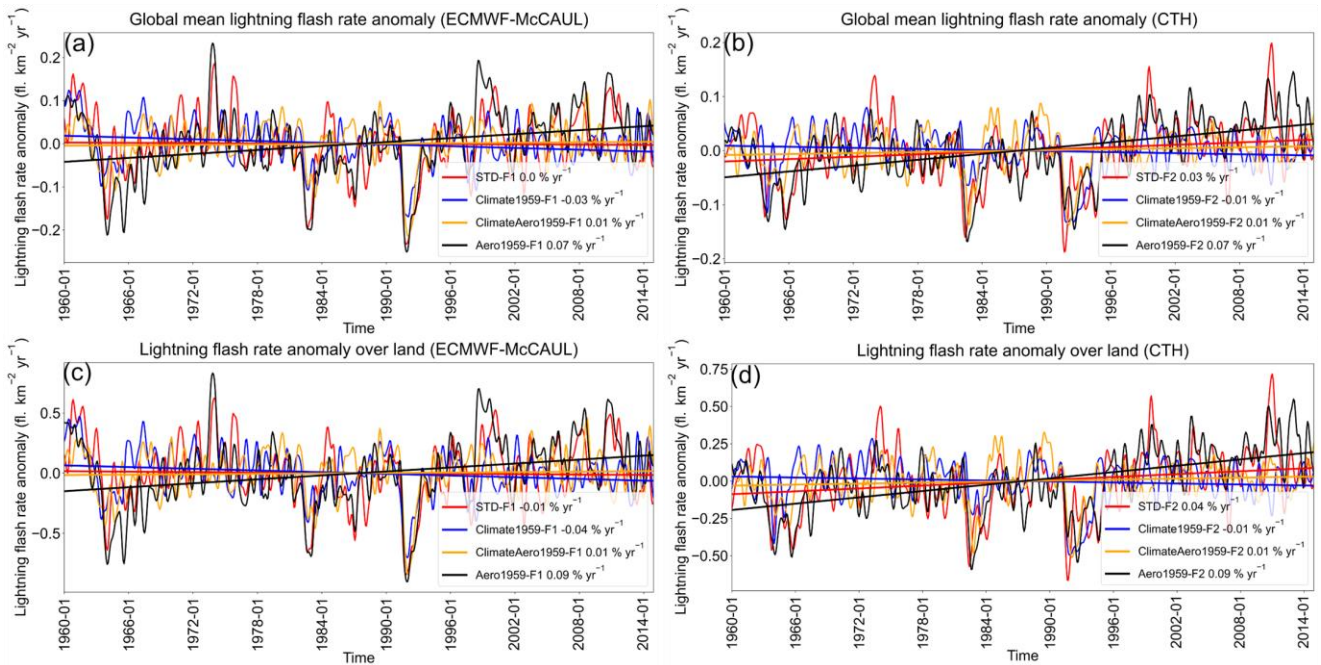 Global mean lightning flash rate anomaly (ECMWF-McCAUL)
(a)
Lightning flash rate anomaly (fl. km⁻² yr⁻¹)
0.2
0.1
0.0
−0.1
−0.2
STD-F1 0.0 % yr⁻¹
Climate1959-F1 -0.03 % yr⁻¹
ClimateAero1959-F1 0.01 % yr⁻¹
Aero1959-F1 0.07 % yr⁻¹
1960-01
1966-01
1972-01
1978-01
1984-01
1990-01
1996-01
2002-01
2008-01
2014-01
Time
Global mean lightning flash rate anomaly (CTH)
(b)
Lightning flash rate anomaly (fl. km⁻² yr⁻¹)
0.2
0.1
0.0
−0.1
−0.2
STD-F2 0.03 % yr⁻¹
Climate1959-F2 -0.01 % yr⁻¹
ClimateAero1959-F2 0.01 % yr⁻¹
Aero1959-F2 0.07 % yr⁻¹
1960-01
1966-01
1972-01
1978-01
1984-01
1990-01
1996-01
2002-01
2008-01
2014-01
Time
Lightning flash rate anomaly over land (ECMWF-McCAUL)
(c)
Lightning flash rate anomaly (fl. km⁻² yr⁻¹)
0.5
0.0
−0.5
STD-F1 -0.01 % yr⁻¹
Climate1959-F1 -0.04 % yr⁻¹
ClimateAero1959-F1 0.01 % yr⁻¹
Aero1959-F1 0.09 % yr⁻¹
1960-01
1966-01
1972-01
1978-01
1984-01
1990-01
1996-01
2002-01
2008-01
2014-01
Time
Lightning flash rate anomaly over land (CTH)
(d)
Lightning flash rate anomaly (fl. km⁻² yr⁻¹)
0.75
0.50
0.25
0.00
−0.25
−0.50
STD-F2 0.04 % yr⁻¹
Climate1959-F2 -0.01 % yr⁻¹
ClimateAero1959-F2 0.01 % yr⁻¹
Aero1959-F2 0.09 % yr⁻¹
1960-01
1966-01
1972-01
1978-01
1984-01
1990-01
1996-01
2002-01
2008-01
2014-01
Time